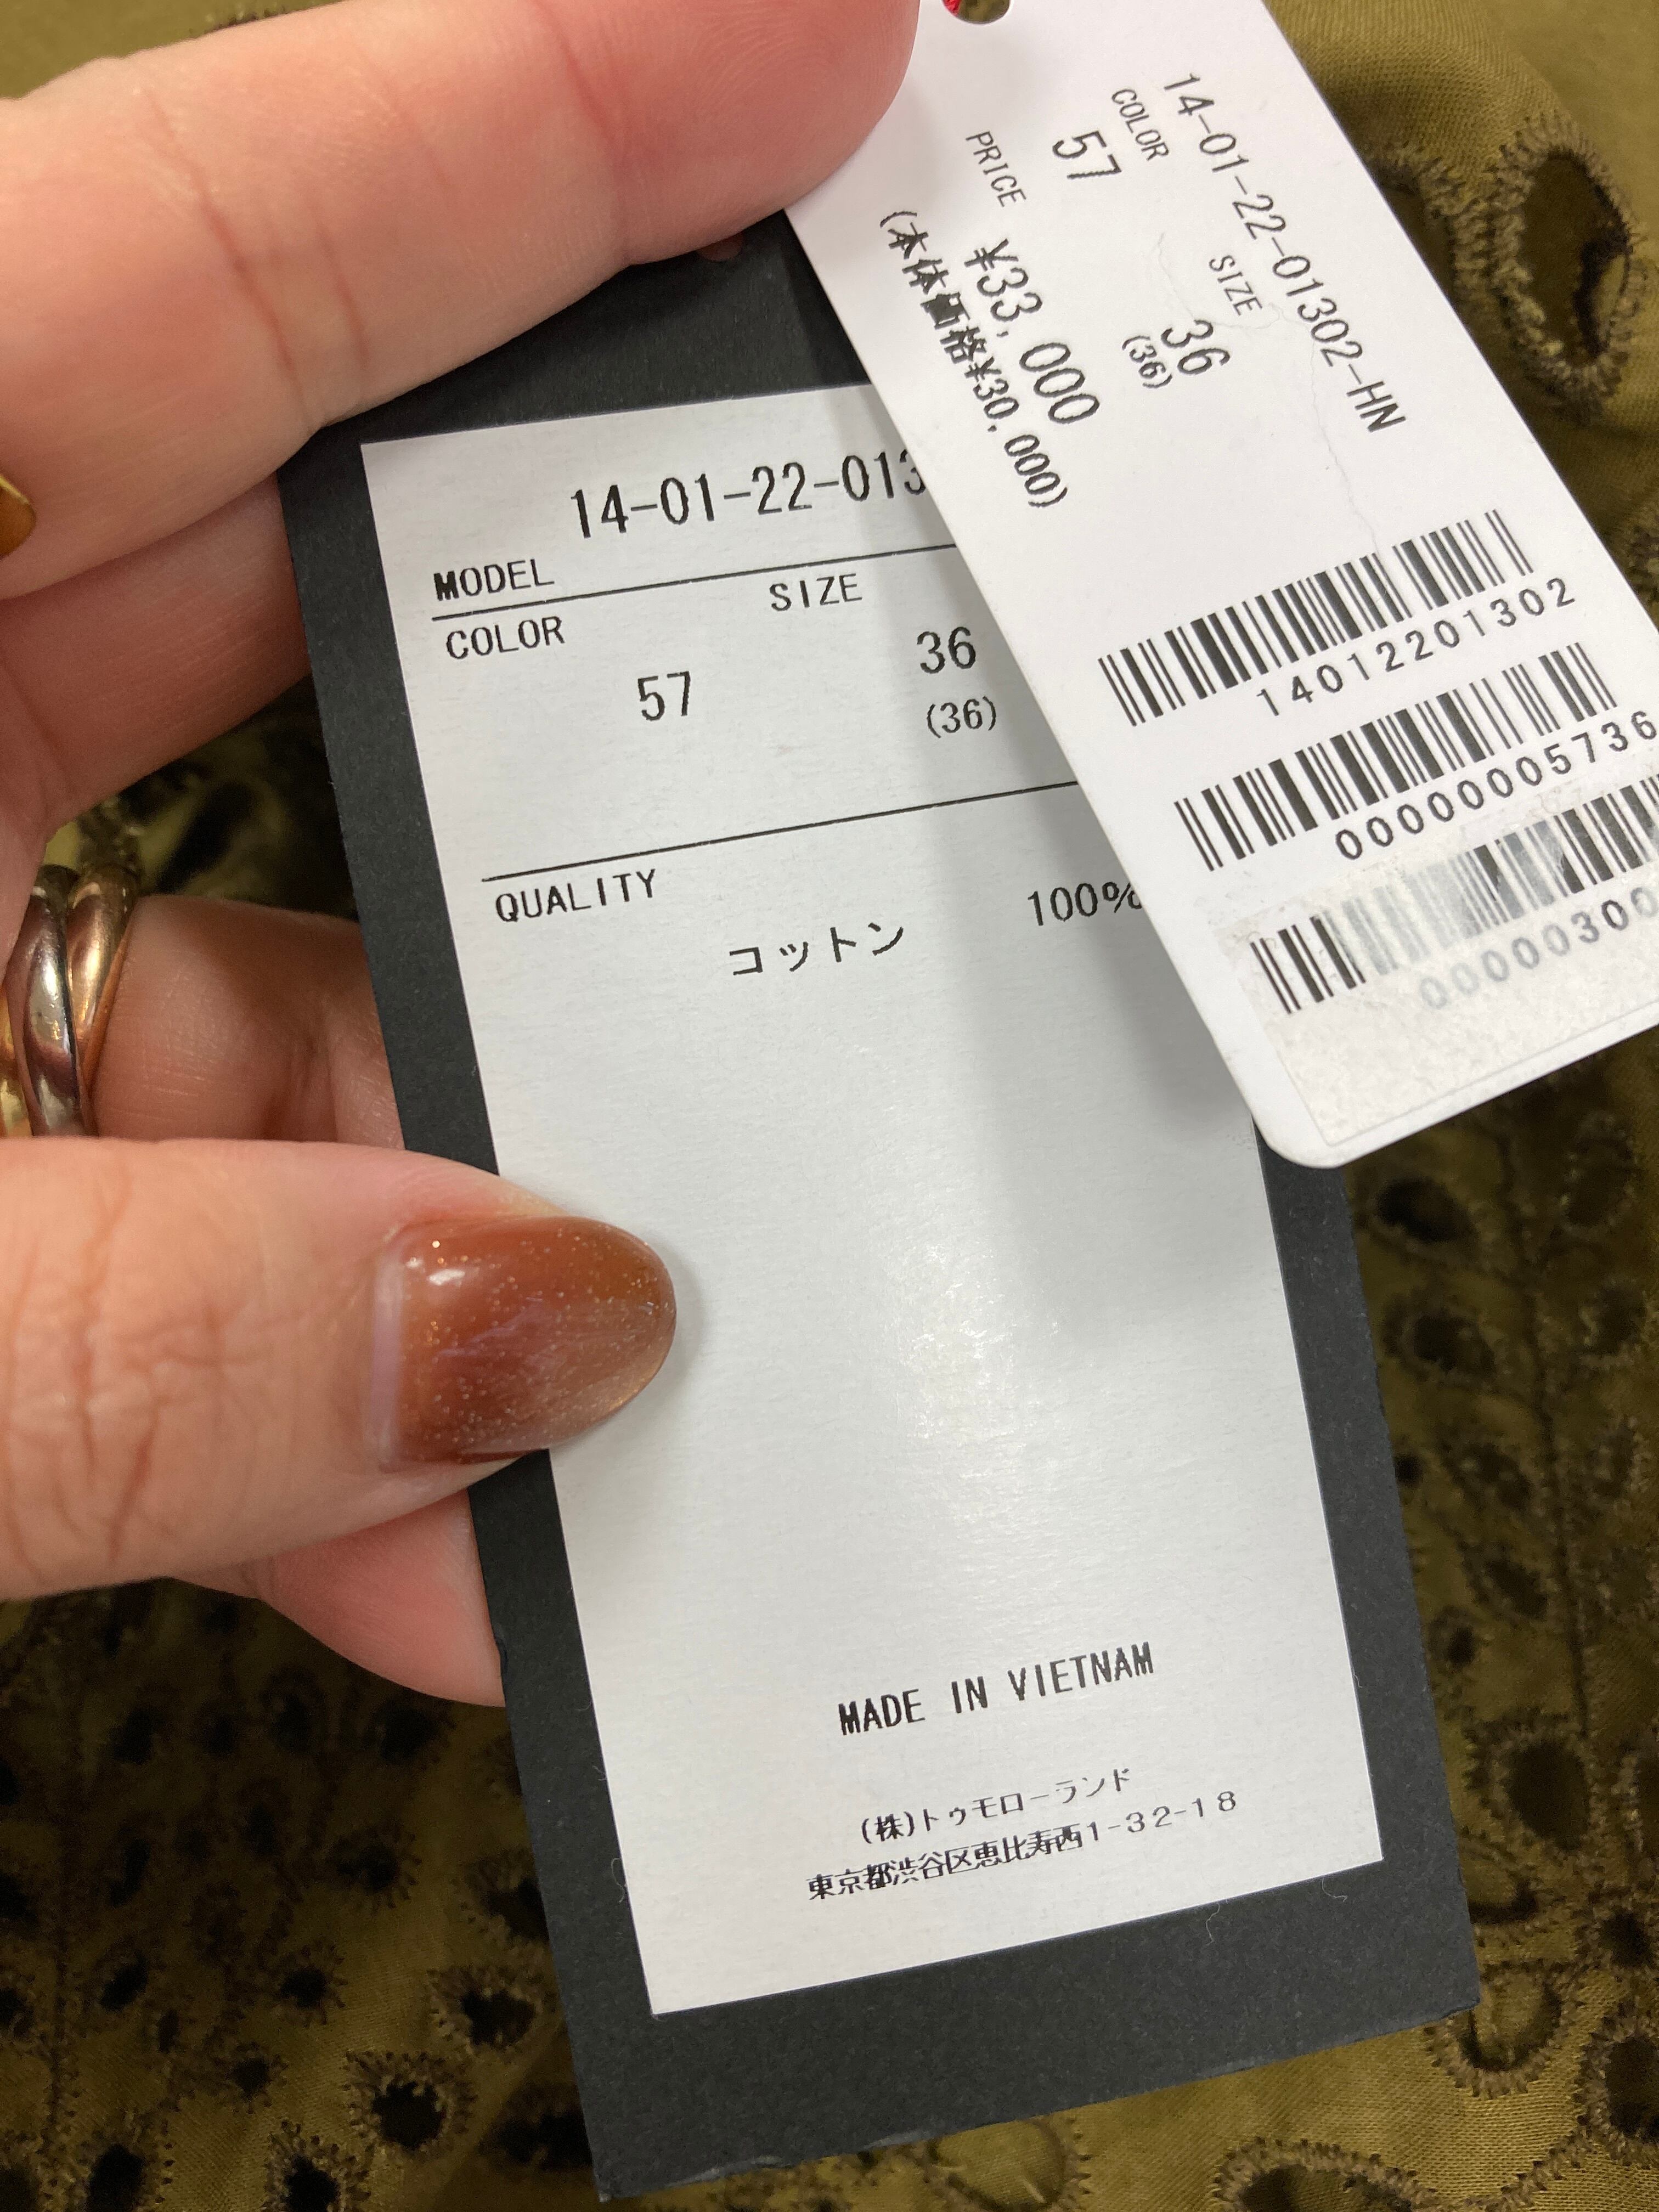 14-01-22-01302-HN
COLOR
SIZE
57
36
(36)
PRICE
¥33,000
(本体価格¥30,000)
14012201302
0000005736
00000300
14-01-22-013
MODEL
COLOR
SIZE
57
36
(36)
QUALITY
コットン
100%
MADE IN VIETNAM
(株)トゥモローランド
東京都渋谷区恵比寿西1-32-18